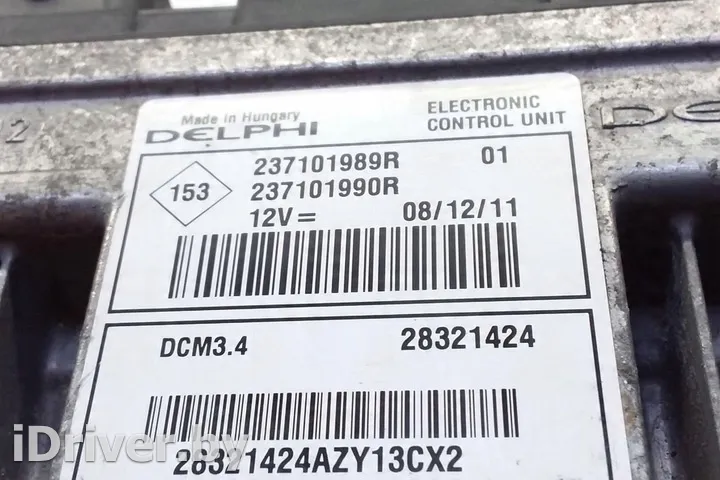 Made in Hungary
DELPHI
ELECTRONIC
CONTROL UNIT
153
237101989R 01
237101990R
12V= 08/12/11
DCM3.4 28321424
28321424AZY13CX2
iDriver.by